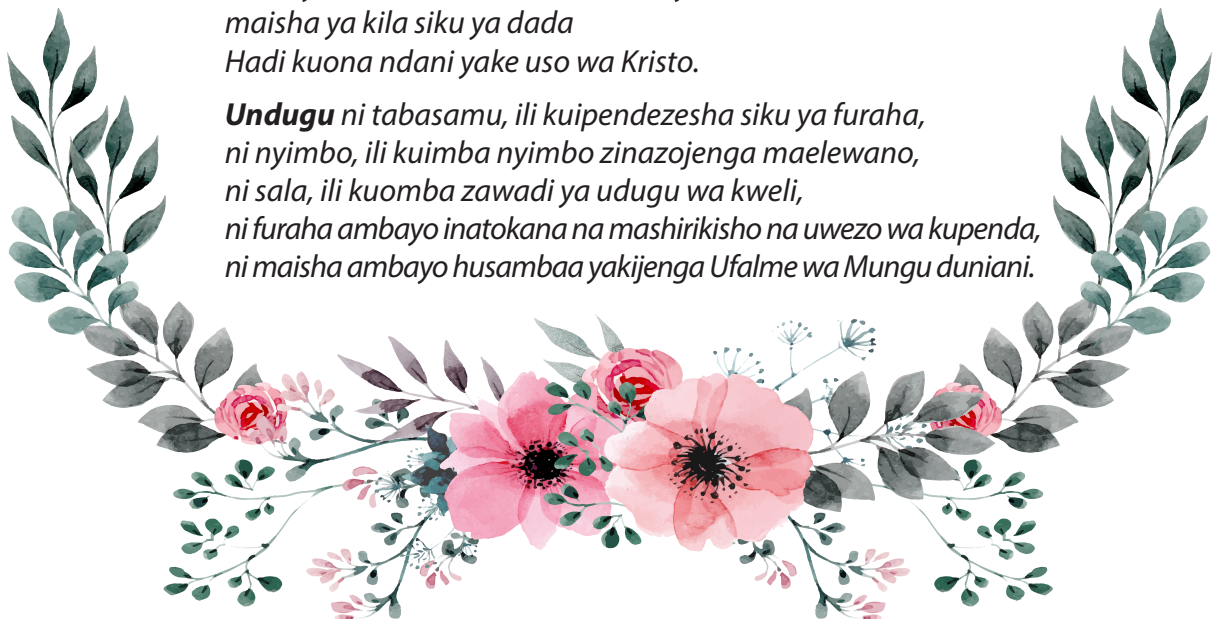 maisha ya kila siku ya dada
Hadi kuona ndani yake uso wa Kristo.
Undugu ni tabasamu, ili kuipendezesha siku ya furaha,
ni nyimbo, ili kuimba nyimbo zinazojenga maelewano,
ni sala, ili kuomba zawadi ya udugu wa kweli,
ni furaha ambayo inatokana na mashirikisho na uwezo wa kupenda,
ni maisha ambayo husambaa yakijenga Ufalme wa Mungu duniani.